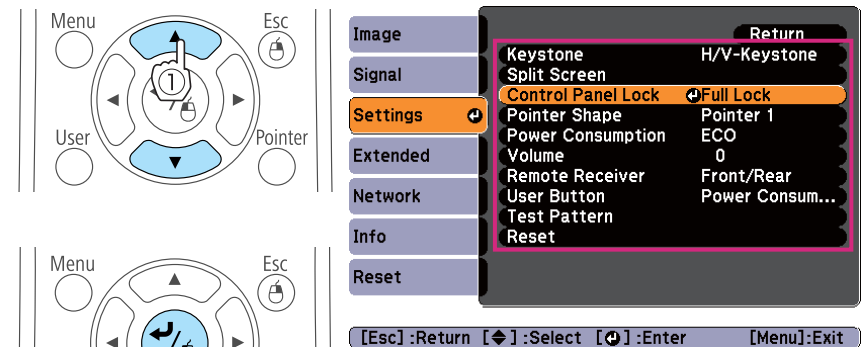 Menu
Esc
1
User
Pointer
Menu
Esc
Image
Signal
Settings
Extended
Network
Info
Reset
Return
Keystone H/V-Keystone
Split Screen
Control Panel Lock Full Lock
Pointer Shape Pointer 1
Power Consumption ECO
Volume 0
Remote Receiver Front/Rear
User Button Power Consum...
Test Pattern
Reset
[Esc] :Return [◆] :Select [⏎] :Enter [Menu]:Exit